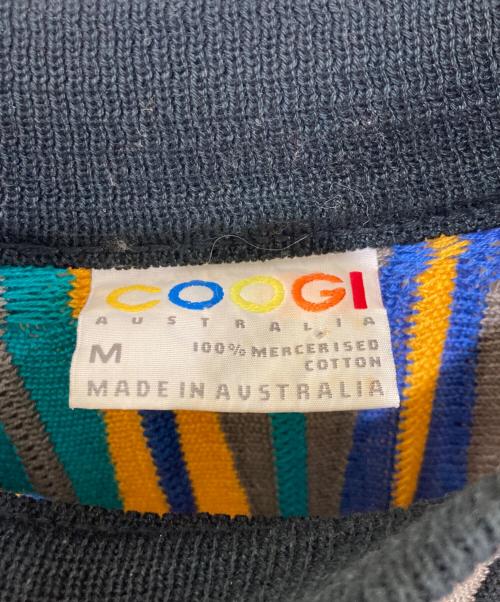 COOGI
AUSTRALIA
M
100% MERCERISED
COTTON
MADE IN AUSTRALIA